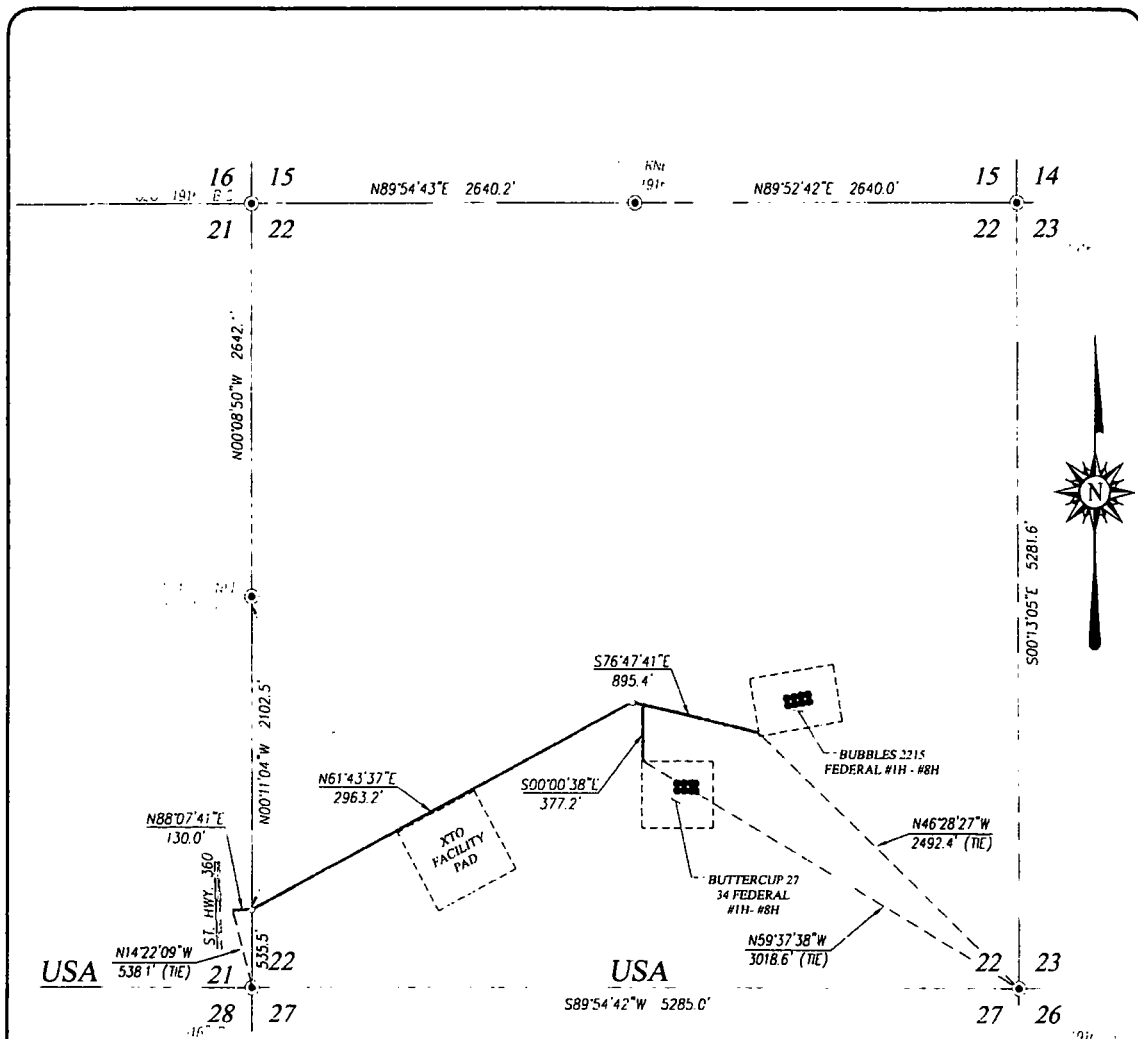 16 15
N89°54'43"E 2640.2'
1916
N89°52'42"E 2640.0'
15 14
21 22
22 23
N00°08'50"W
S00°13'05"E 5281.6'
N
N00°11'04"W 2102.5'
S76°47'41"E
895.4'
BUBBLES 2215
FEDERAL #1H - #8H
N61°43'37"E
2963.2'
S00°00'38"E
377.2'
N88°07'41"E
130.0'
XTO
FACILITY
PAD
N46°28'27"W
2492.4' (TIE)
BUTTERCUP 27
34 FEDERAL
#1H- #8H
ST. HWY. 360
N14°22'09"W
538.1' (TIE)
535.5'
N59°37'38"W
3018.6' (TIE)
USA
21 22
USA
22 23
S89°54'42"W 5285.0'
28 27
27 26